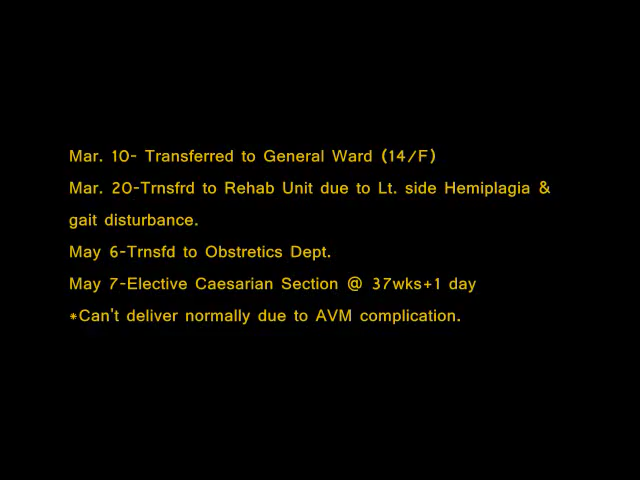 Mar. 10- Transferred to General Ward (14/F)
Mar. 20-Trnsfrd to Rehab Unit due to Lt. side Hemiplagia &
gait disturbance.
May 6-Trnsfd to Obstretics Dept.
May 7-Elective Caesarian Section @ 37wks+1 day
*Can't deliver normally due to AVM complication.